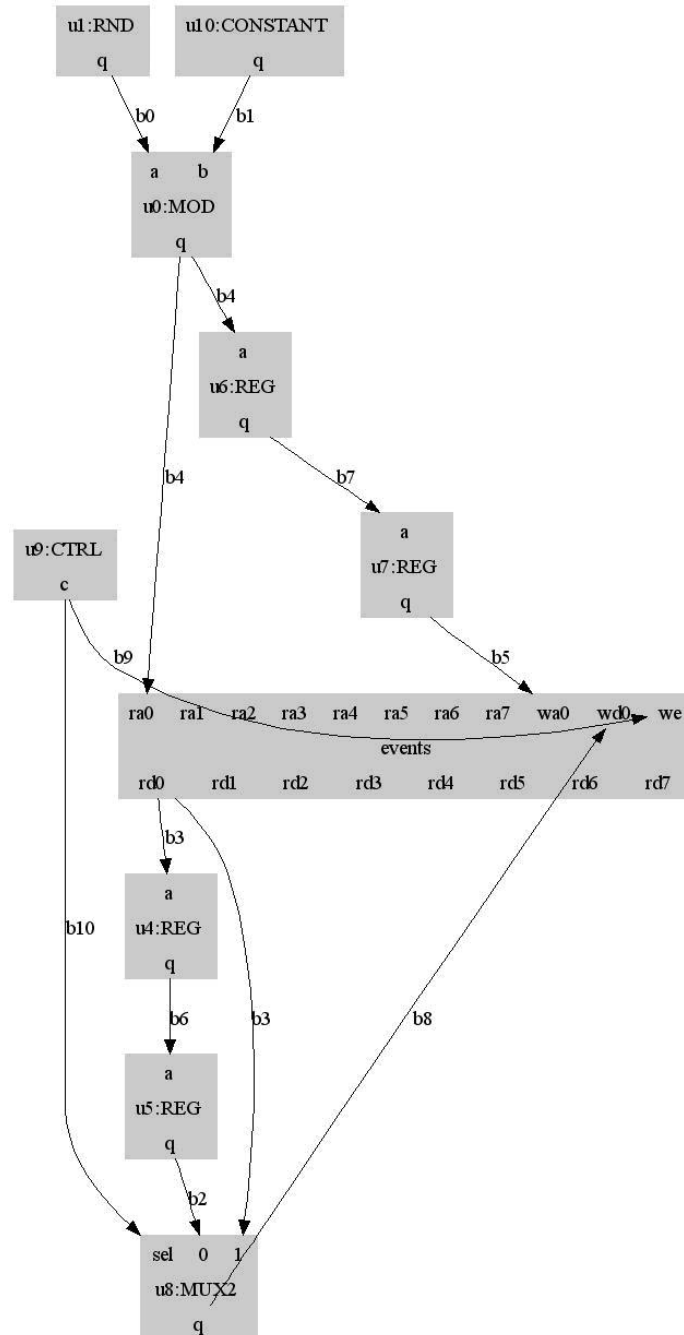 u1:RND u10:CONSTANT
q q
b0 b1
a b
u0:MOD
q
b4
a
u6:REG
q
b4 b7
u9:CTRL
c
a
u7:REG
q
b9 b5
ra0 ra1 ra2 ra3 ra4 ra5 ra6 ra7 wa0 wd0 we
events
rd0 rd1 rd2 rd3 rd4 rd5 rd6 rd7
b3
a
u4:REG
q
b10
b6 b3 b8
a
u5:REG
q
b2
sel 0 1
u8:MUX2
q